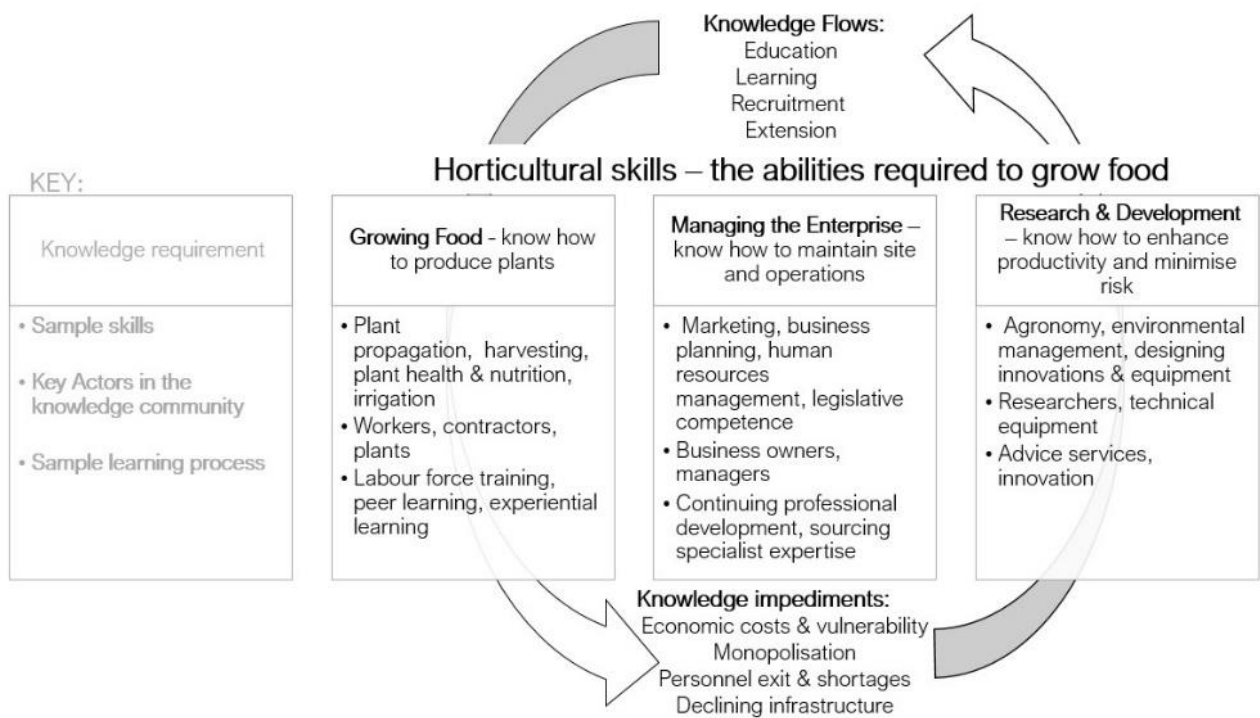 Knowledge Flows:
Education
Learning
Recruitment
Extension
Horticultural skills – the abilities required to grow food
KEY:
Knowledge requirement
• Sample skills
• Key Actors in the
knowledge community
• Sample learning process
Growing Food - know how
to produce plants
• Plant
propagation, harvesting,
plant health & nutrition,
irrigation
• Workers, contractors,
plants
• Labour force training,
peer learning, experiential
learning
Managing the Enterprise –
know how to maintain site
and operations
• Marketing, business
planning, human
resources
management, legislative
competence
• Business owners,
managers
• Continuing professional
development, sourcing
specialist expertise
Research & Development
– know how to enhance
productivity and minimise
risk
• Agronomy, environmental
management, designing
innovations & equipment
• Researchers, technical
equipment
• Advice services,
innovation
Knowledge impediments:
Economic costs & vulnerability
Monopolisation
Personnel exit & shortages
Declining infrastructure